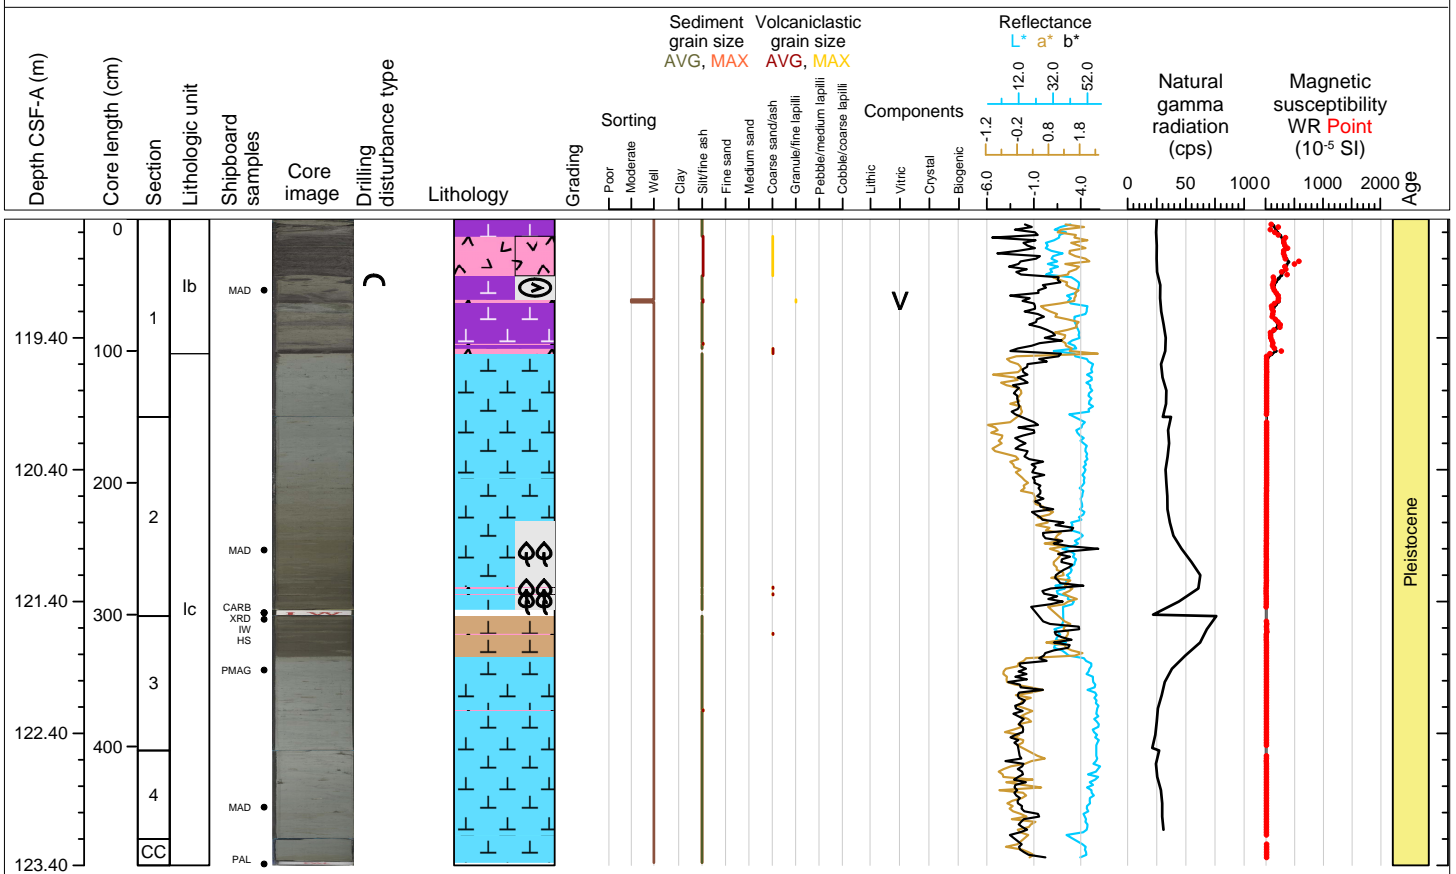 Depth CSF-A (m)
Core length (cm)
Section
Lithologic unit
Shipboard
samples
Core
image
Drilling
disturbance type
Lithology
Grading
Sorting
Poor
Moderate
Well
Sediment
grain size
AVG, MAX
Volcaniclastic
grain size
AVG, MAX
Clay
Silt/fine ash
Fine sand
Medium sand
Coarse sand/ash
Granule/fine lapilli
Pebble/medium lapilli
Cobble/coarse lapilli
Components
Lithic
Vitric
Crystal
Biogenic
Reflectance
L* a* b*
12.0 32.0 52.0
-1.2 -0.2 0.8 1.8
-6.0 -1.0 4.0
Natural
gamma
radiation
(cps)
0 50 100
Magnetic
susceptibility
WR Point
(10-5 SI)
0 1000 2000
Age
0
Ib
MAD
V
1
119.40
100
120.40
200
2
MAD
Pleistocene
121.40
Ic
CARB
300
XRD
IW
HS
PMAG
3
122.40
400
4
MAD
CC
PAL
123.40